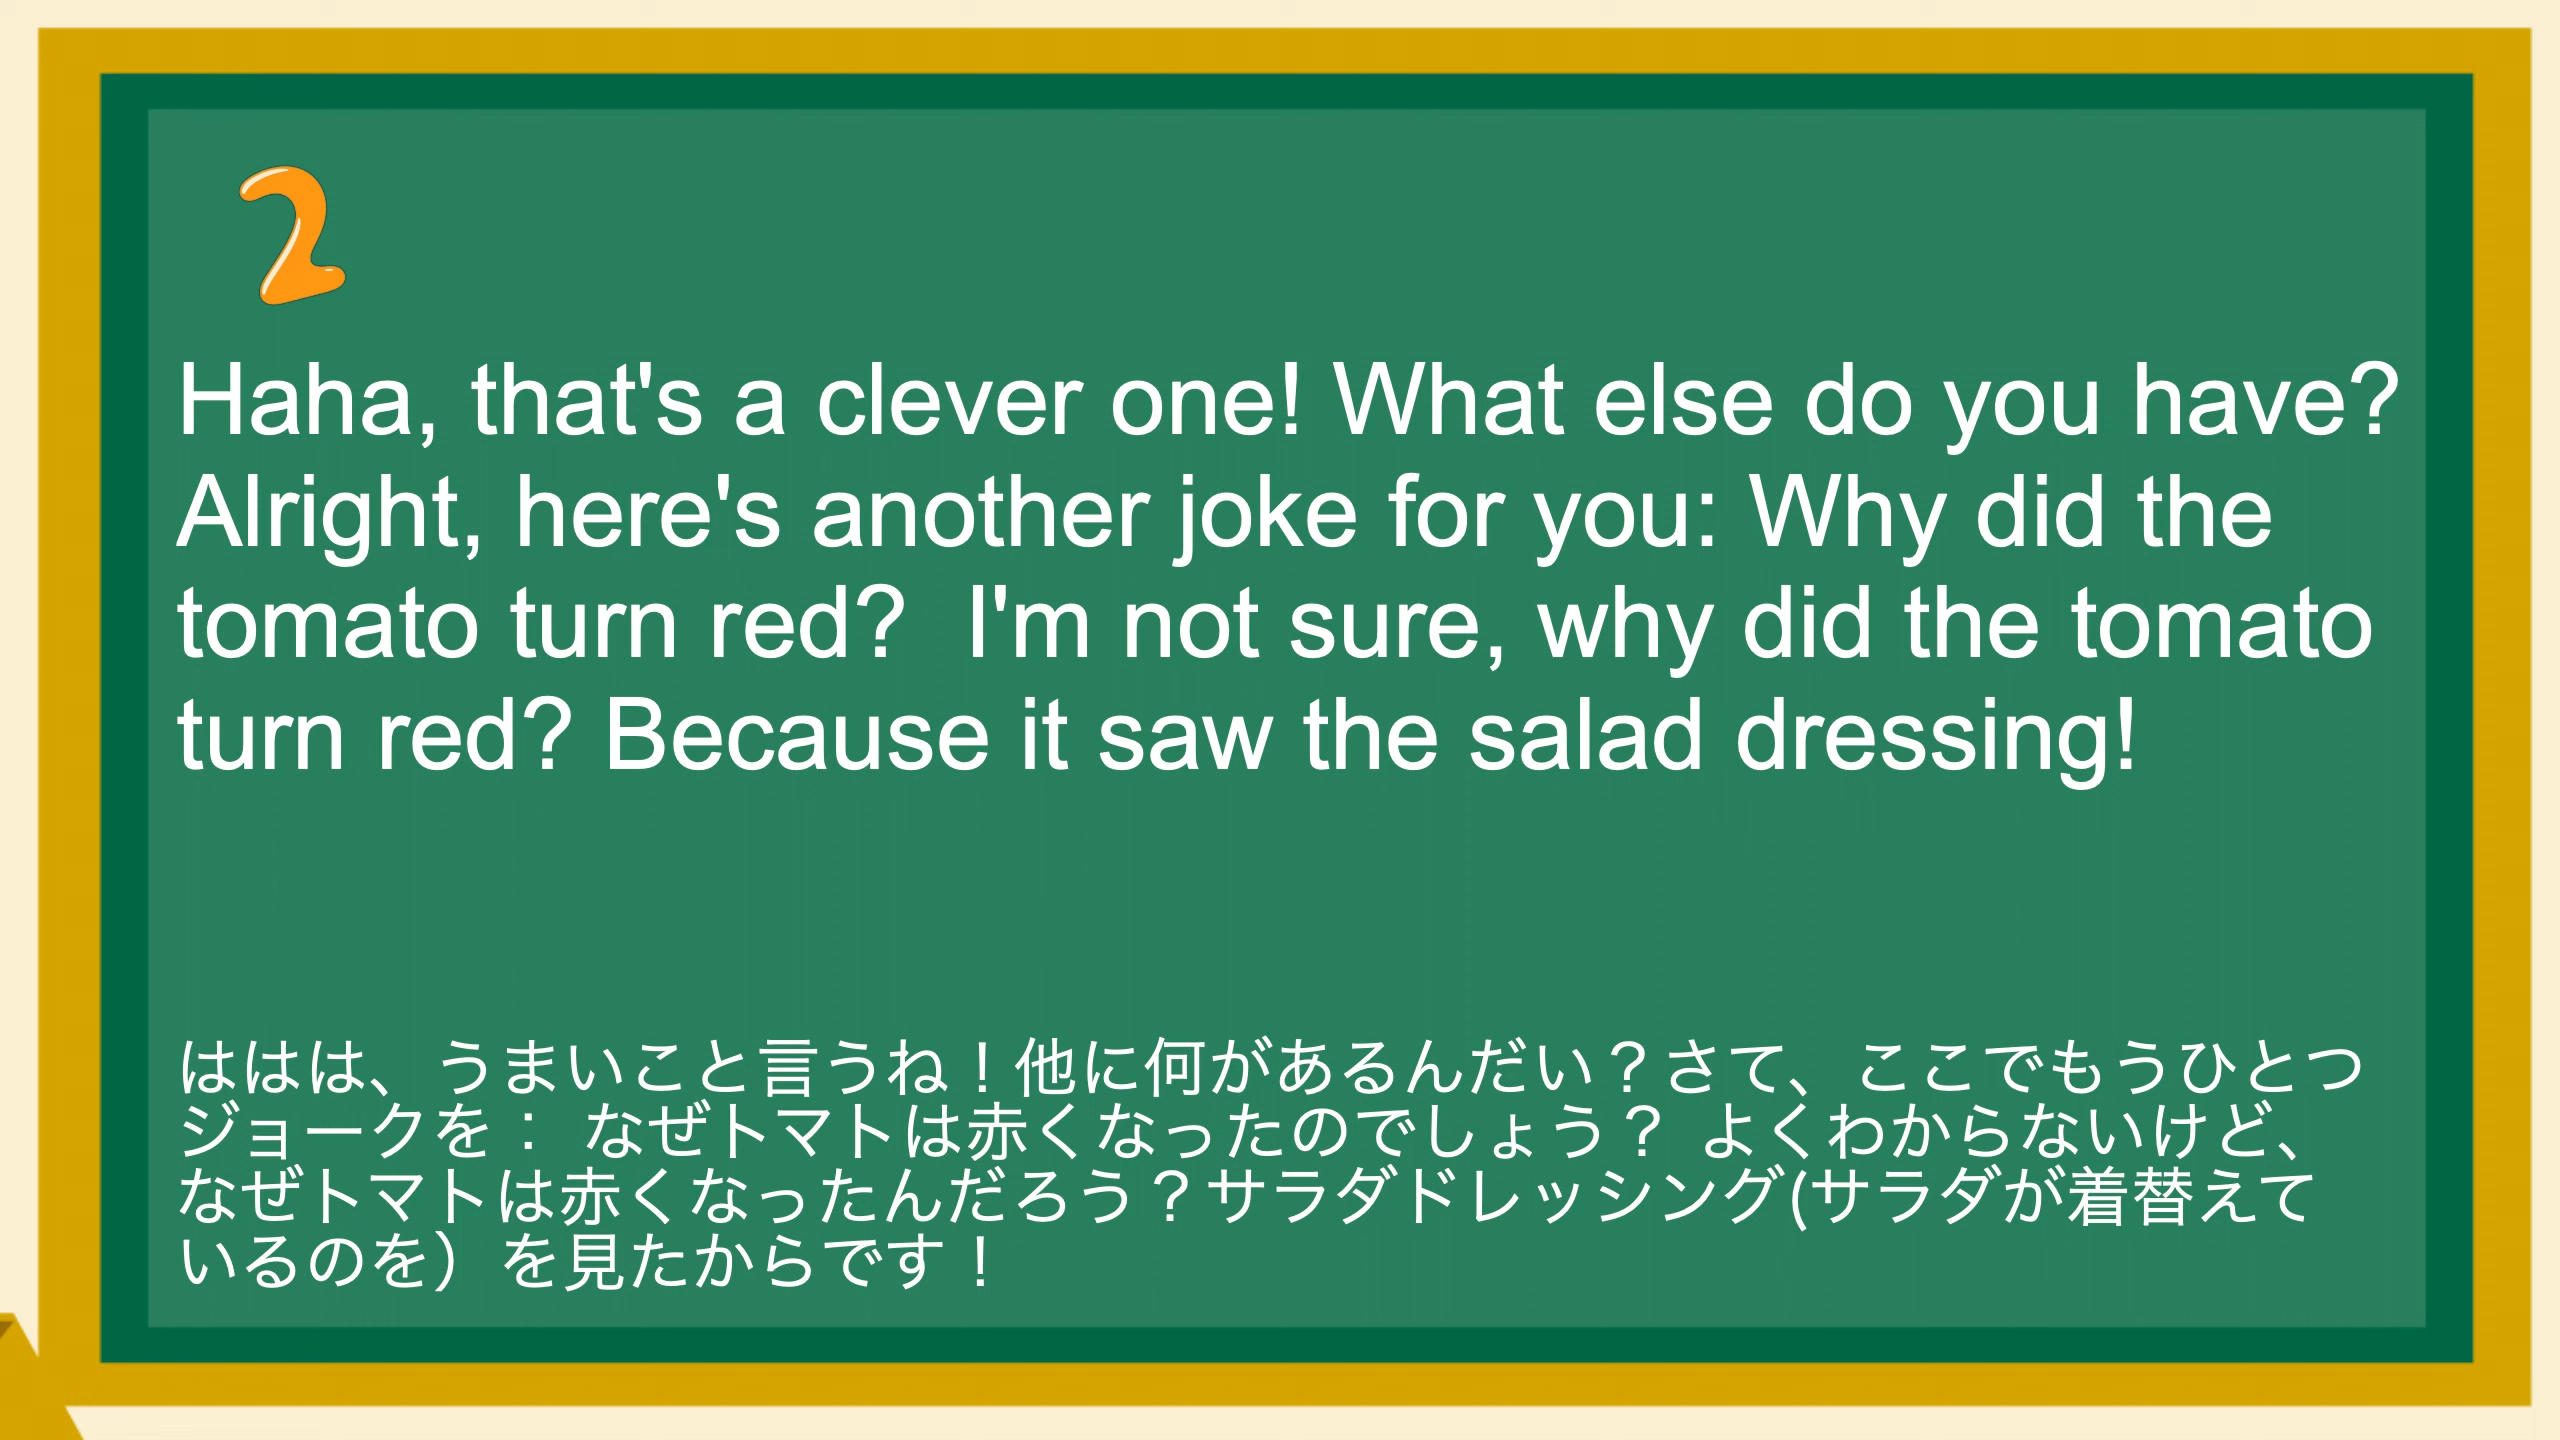 2
Haha, that's a clever one! What else do you have?
Alright, here's another joke for you: Why did the
tomato turn red?  I'm not sure, why did the tomato
turn red? Because it saw the salad dressing!
ははは、うまいこと言うね！他に何があるんだい？さて、ここでもうひとつ
ジョークを： なぜトマトは赤くなったのでしょう？ よくわからないけど、
なぜトマトは赤くなったんだろう？サラダドレッシング(サラダが着替えて
いるのを）を見たからです！